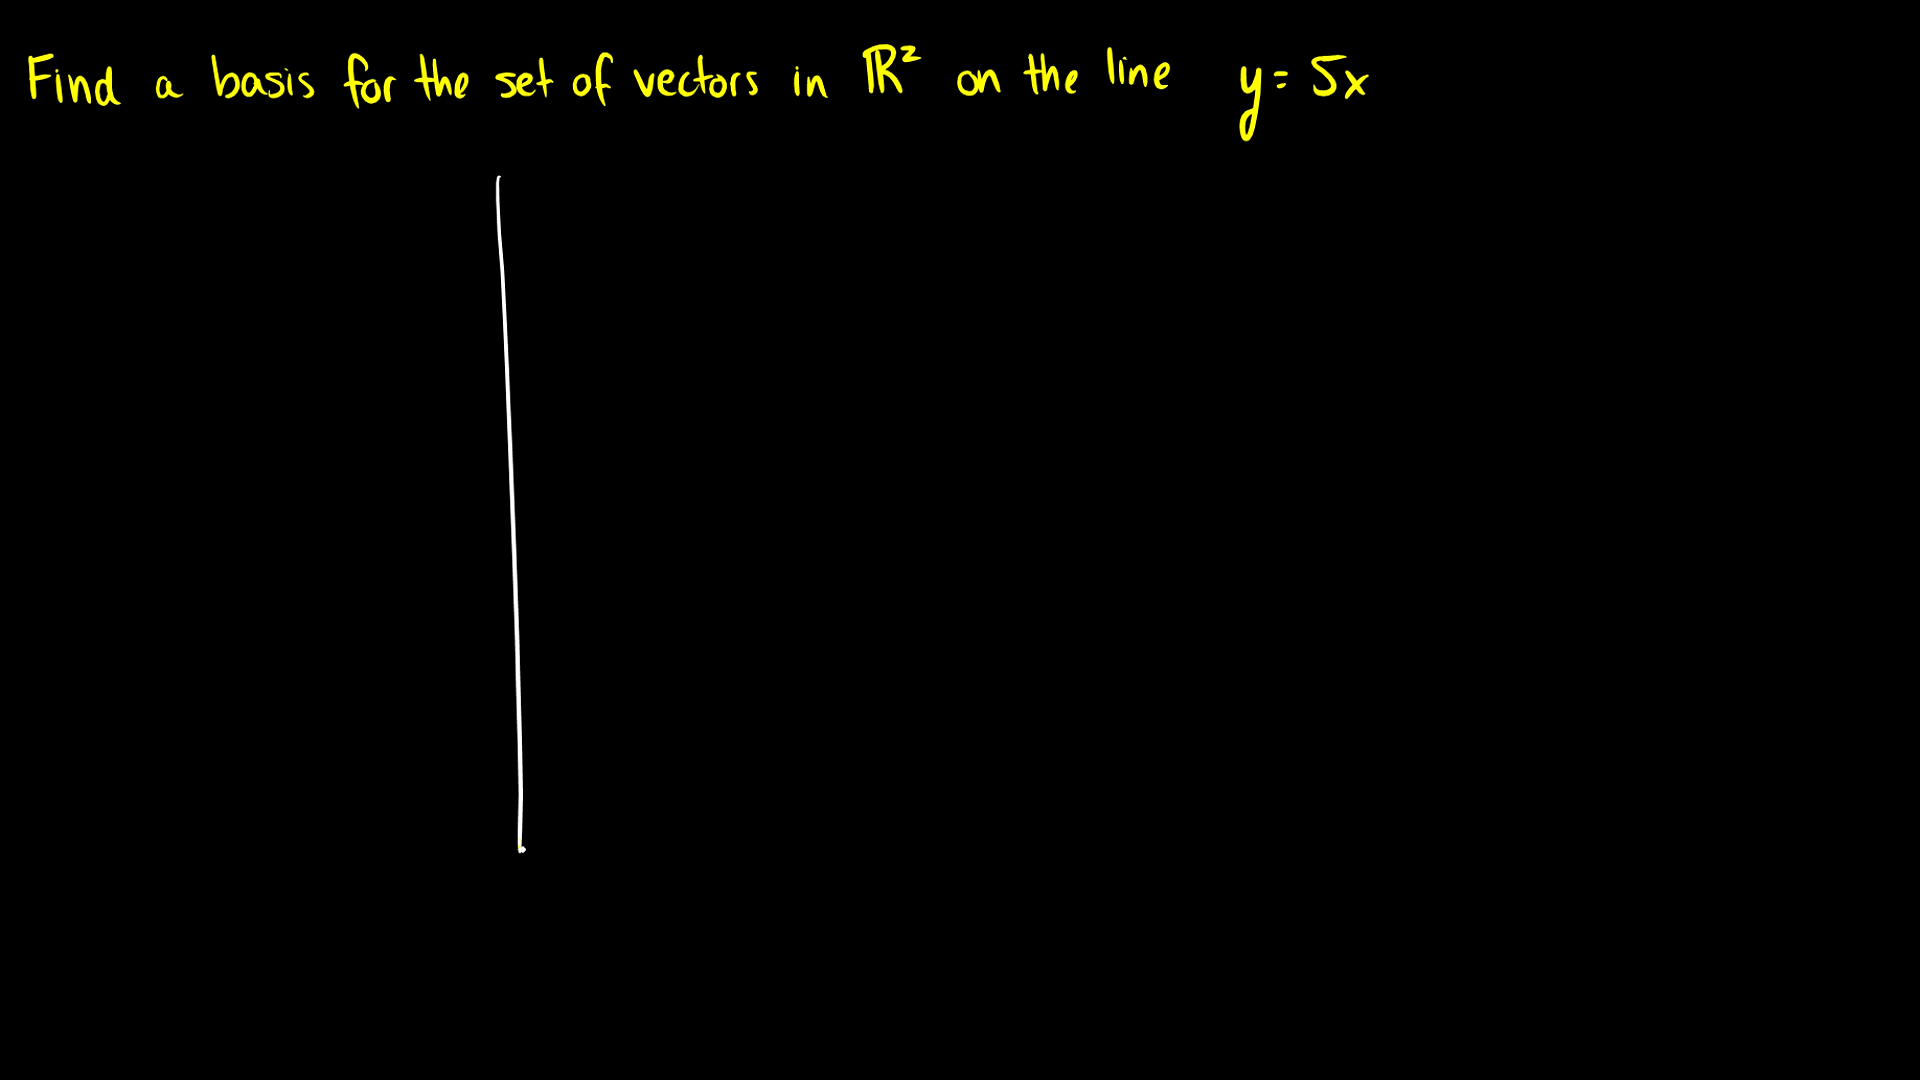 Find a basis for the set of vectors in ℝ² on the line y = 5x